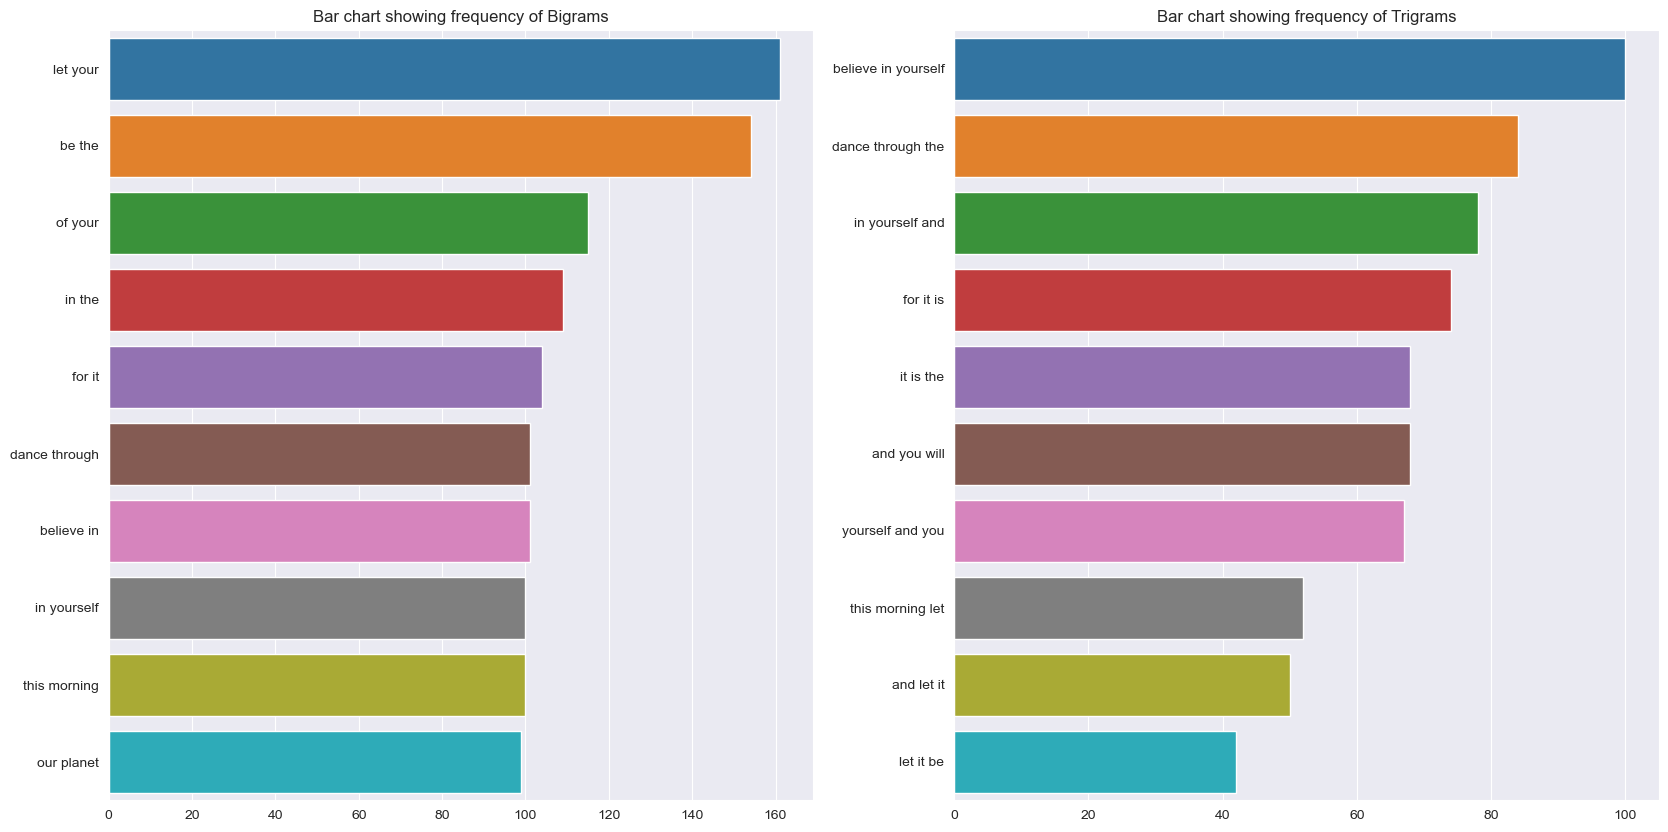 Bar chart showing frequency of Bigrams
let your
be the
of your
in the
for it
dance through
believe in
in yourself
this morning
our planet
0 20 40 60 80 100 120 140 160
Bar chart showing frequency of Trigrams
believe in yourself
dance through the
in yourself and
for it is
it is the
and you will
yourself and you
this morning let
and let it
let it be
0 20 40 60 80 100